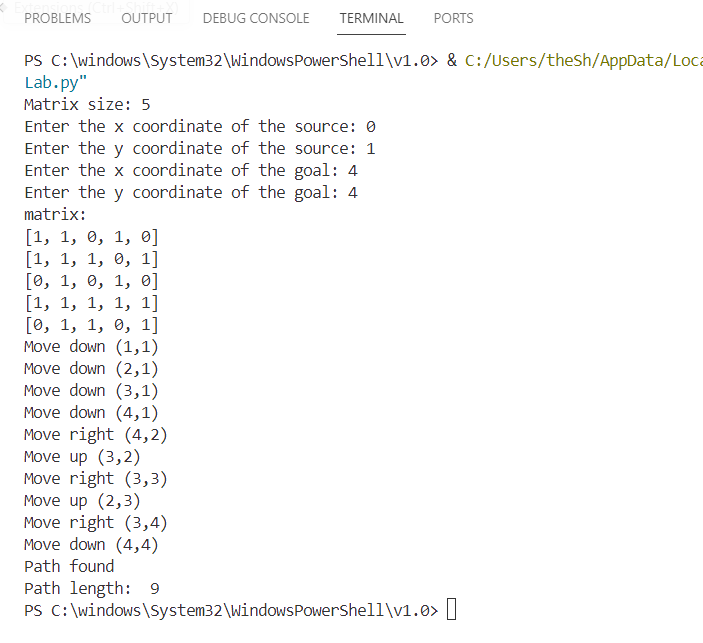 PROBLEMS OUTPUT DEBUG CONSOLE TERMINAL PORTS
PS C:\windows\System32\WindowsPowerShell\v1.0> & C:/Users/theSh/AppData/Loca
Lab.py"
Matrix size: 5
Enter the x coordinate of the source: 0
Enter the y coordinate of the source: 1
Enter the x coordinate of the goal: 4
Enter the y coordinate of the goal: 4
matrix:
[1, 1, 0, 1, 0]
[1, 1, 1, 0, 1]
[0, 1, 0, 1, 0]
[1, 1, 1, 1, 1]
[0, 1, 1, 0, 1]
Move down (1,1)
Move down (2,1)
Move down (3,1)
Move down (4,1)
Move right (4,2)
Move up (3,2)
Move right (3,3)
Move up (2,3)
Move right (3,4)
Move down (4,4)
Path found
Path length:  9
PS C:\windows\System32\WindowsPowerShell\v1.0>